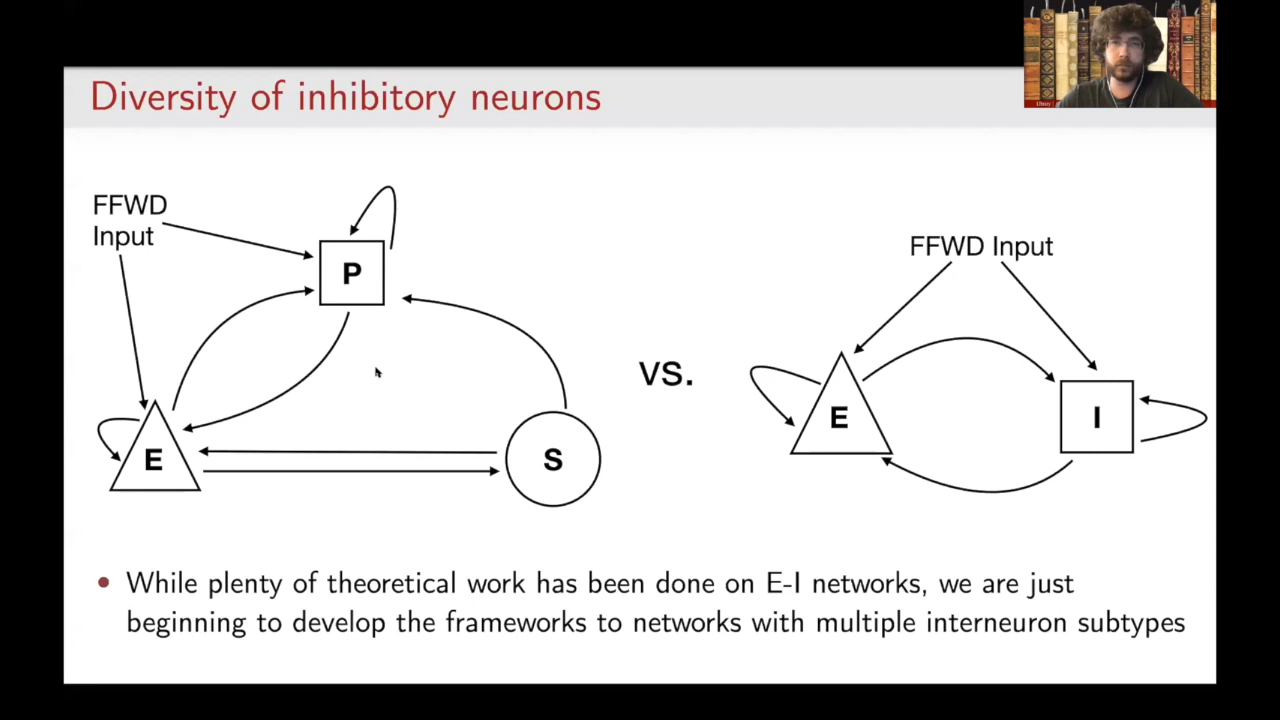 Diversity of inhibitory neurons
FFWD
Input
P
E
S
vs.
FFWD Input
E
I
While plenty of theoretical work has been done on E-I networks, we are just
beginning to develop the frameworks to networks with multiple interneuron subtypes